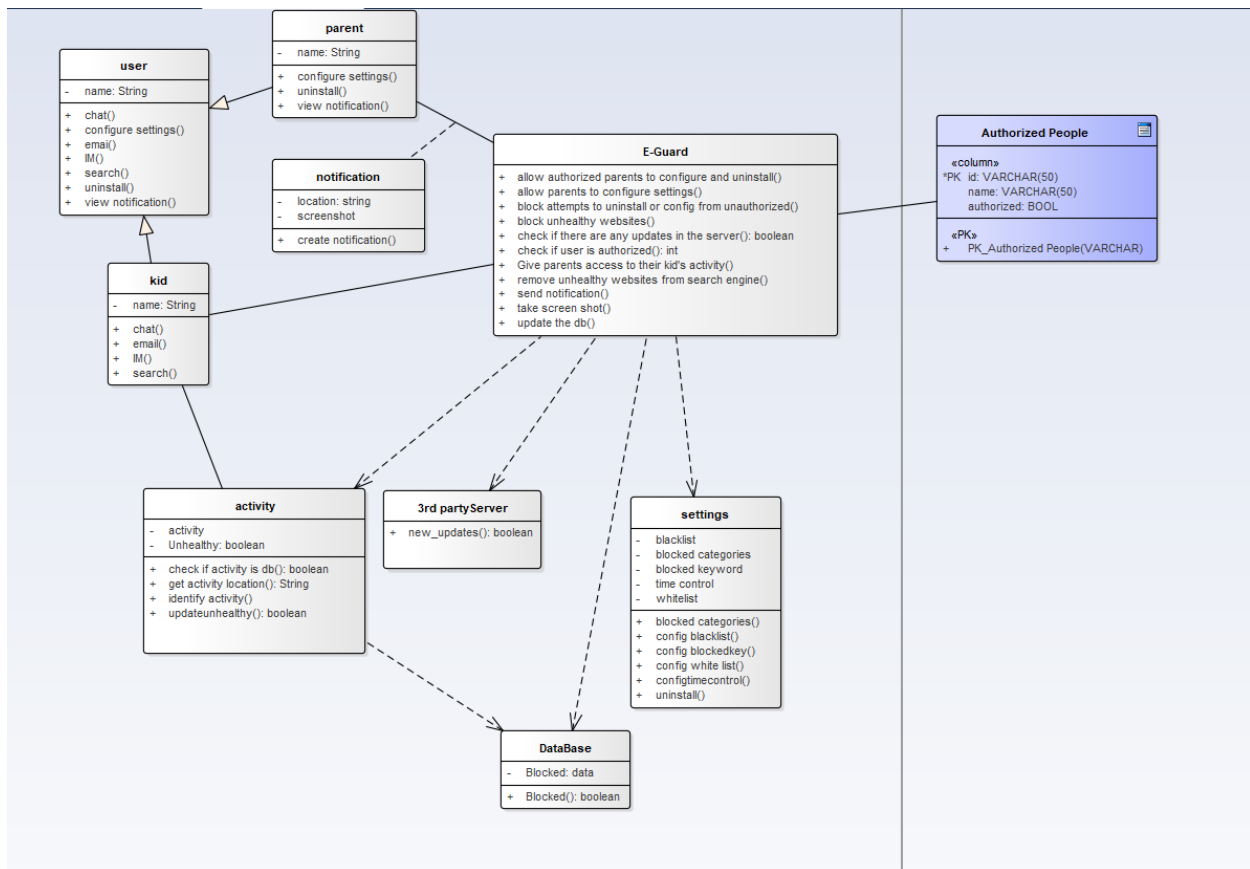 parent
- name: String
+ configure settings()
+ uninstall()
+ view notification()
user
- name: String
+ chat()
+ configure settings()
+ emai()
+ IM()
+ search()
+ uninstall()
+ view notification()
notification
- location: string
- screenshot
+ create notification()
E-Guard
+ allow authorized parents to configure and uninstall()
+ allow parents to configure settings()
+ block attempts to uninstall or config from unauthorized()
+ block unhealthy websites()
+ check if there are any updates in the server(): boolean
+ check if user is authorized(): int
+ Give parents access to their kid's activity()
+ remove unhealthy websites from search engine()
+ send notification()
+ take screen shot()
+ update the db()
Authorized People
«column»
*PK id: VARCHAR(50)
name: VARCHAR(50)
authorized: BOOL
«PK»
+ PK_Authorized People(VARCHAR)
kid
- name: String
+ chat()
+ email()
+ IM()
+ search()
activity
- activity
- Unhealthy: boolean
+ check if activity is db(): boolean
+ get activity location(): String
+ identify activity()
+ updateunhealthy(): boolean
3rd partyServer
+ new_updates(): boolean
settings
- blacklist
- blocked categories
- blocked keyword
- time control
- whitelist
+ blocked categories()
+ config blacklist()
+ config blockedkey()
+ config white list()
+ configtimecontrol()
+ uninstall()
DataBase
- Blocked: data
+ Blocked(): boolean